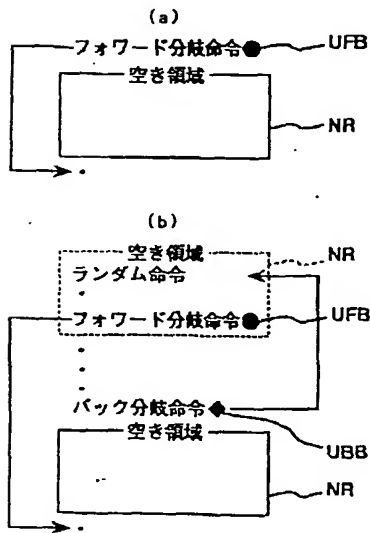 (a)
フォワード分岐命令● UFB
空き領域
NR
(b)
空き領域 NR
ランダム命令
フォワード分岐命令● UFB
バック分岐命令◆
空き領域 UBB
NR